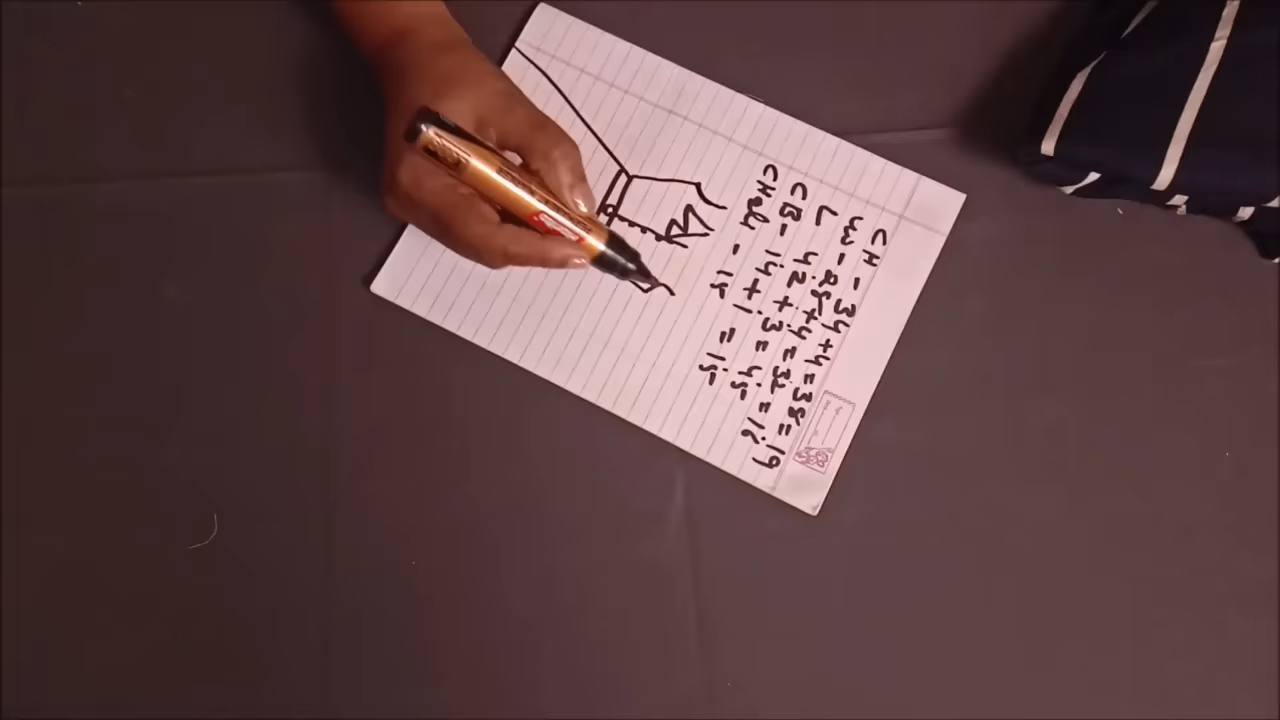 CH - 34 + 4 = 38 = 19
W - 28 + 4 = 32 = 16
L 42 + 3 = 45
CB - 14 + 1 = 15
- 15